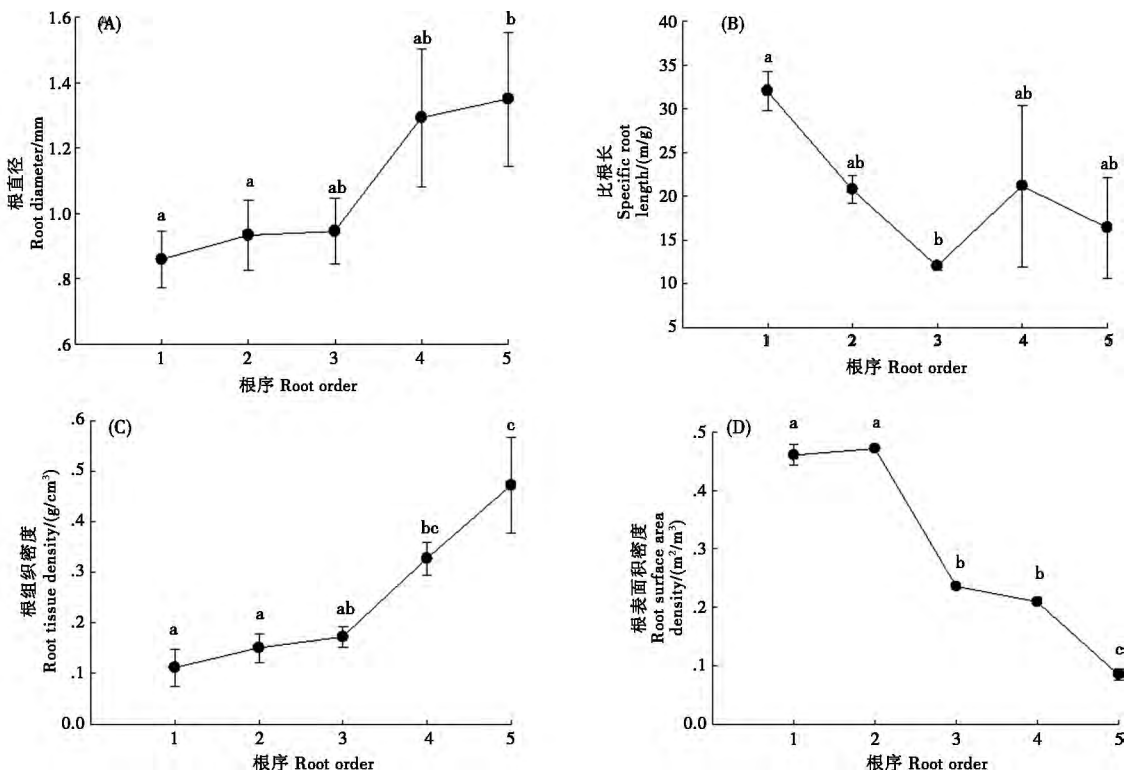 (A)
1.6
1.4
1.2
1.0
.8
.6
a
a
ab
ab
b
根直径
Root diameter/mm
1 2 3 4 5
根序 Root order
(B)
40
35
30
25
20
15
10
5
a
ab
b
ab
ab
比根长
Specific root
length/(m/g)
1 2 3 4 5
根序 Root order
(C)
.6
.5
.4
.3
.2
.1
0.0
a
a
ab
bc
c
根组织密度
Root tissue density/(g/cm³)
1 2 3 4 5
根序 Root order
(D)
.5
.4
.3
.2
.1
0.0
a
a
b
b
c
根表面积密度
Root surface area
density/(m²/m³)
1 2 3 4 5
根序 Root order